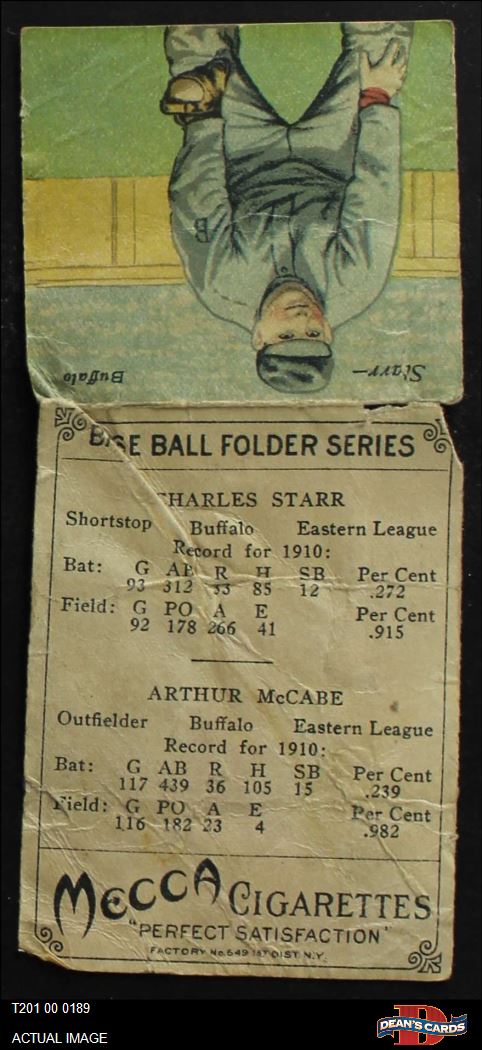 Starr—
Buffalo
BASE BALL FOLDER SERIES
CHARLES STARR
Shortstop Buffalo Eastern League
Record for 1910:
Bat: G AB R H SB Per Cent
93 312 33 85 12 .272
Field: G PO A E Per Cent
92 178 266 41 .915
ARTHUR McCABE
Outfielder Buffalo Eastern League
Record for 1910:
Bat: G AB R H SB Per Cent
117 439 36 105 15 .239
Field: G PO A E Per Cent
116 182 23 4 .982
MECCA CIGARETTES
"PERFECT SATISFACTION"
FACTORY No. 649 1ST DIST. N.Y.
T201 00 0189
ACTUAL IMAGE
D
DEAN'S CARDS
B